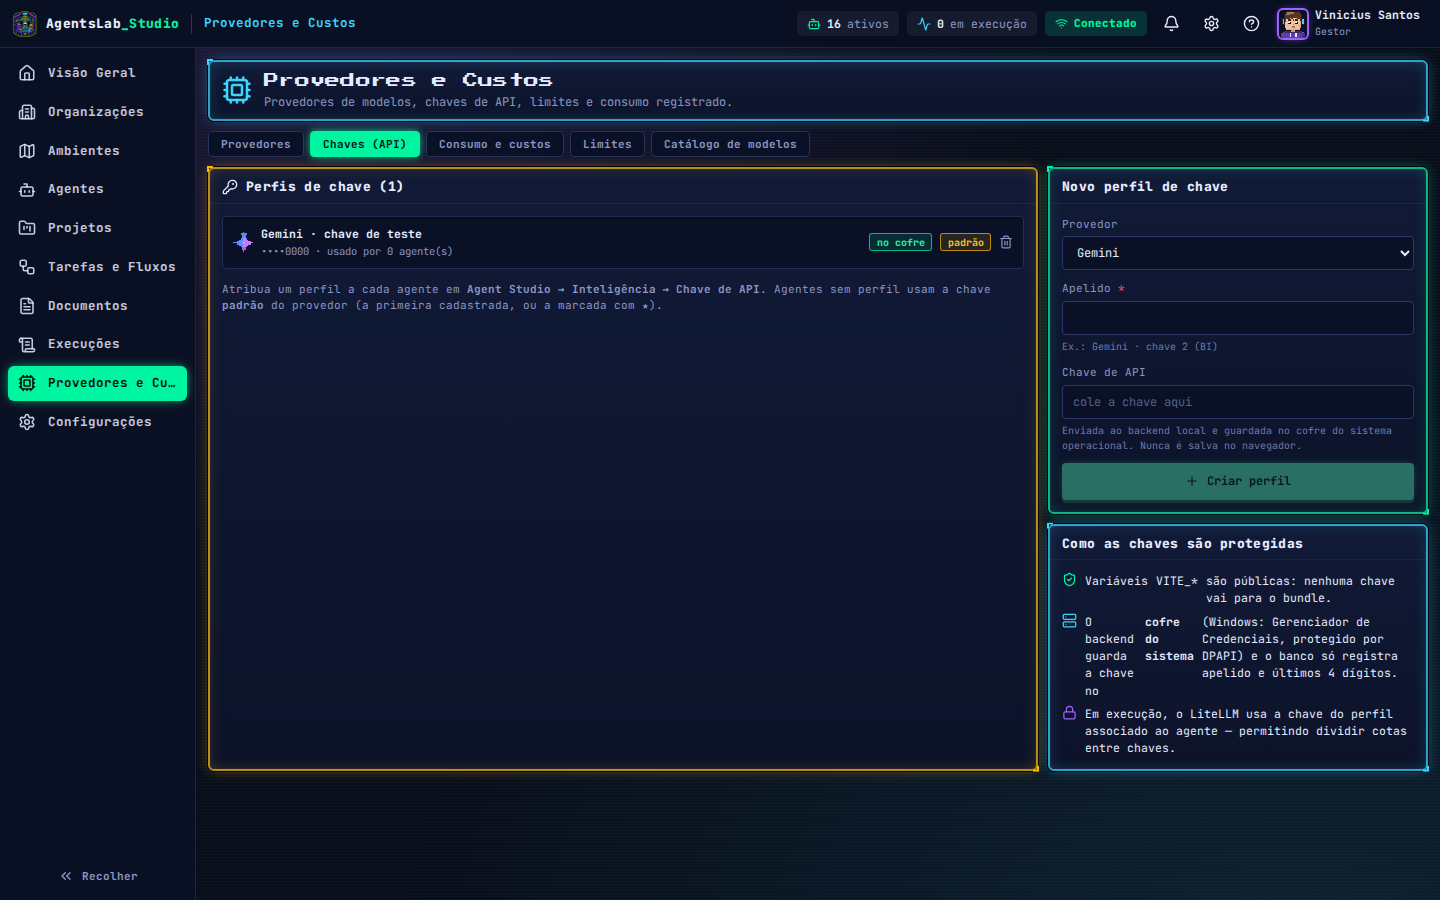 AgentsLab_Studio
Provedores e Custos
16 ativos
0 em execução
Conectado
Vinicius Santos
Gestor
Visão Geral
Organizações
Ambientes
Agentes
Projetos
Tarefas e Fluxos
Documentos
Execuções
Provedores e Cu…
Configurações
Recolher
Provedores e Custos
Provedores de modelos, chaves de API, limites e consumo registrado.
Provedores
Chaves (API)
Consumo e custos
Limites
Catálogo de modelos
Perfis de chave (1)
Gemini · chave de teste
••••0000 · usado por 0 agente(s)
no cofre
padrão
Atribua um perfil a cada agente em Agent Studio → Inteligência → Chave de API. Agentes sem perfil usam a chave
padrão do provedor (a primeira cadastrada, ou a marcada com ★).
Novo perfil de chave
Provedor
Gemini
Apelido *
Ex.: Gemini · chave 2 (BI)
Chave de API
cole a chave aqui
Enviada ao backend local e guardada no cofre do sistema
operacional. Nunca é salva no navegador.
+ Criar perfil
Como as chaves são protegidas
Variáveis VITE_* são públicas: nenhuma chave
vai para o bundle.
O
backend
guarda
a chave
no
cofre
do
sistema
(Windows: Gerenciador de
Credenciais, protegido por
DPAPI) e o banco só registra
apelido e últimos 4 dígitos.
Em execução, o LiteLLM usa a chave do perfil
associado ao agente — permitindo dividir cotas
entre chaves.